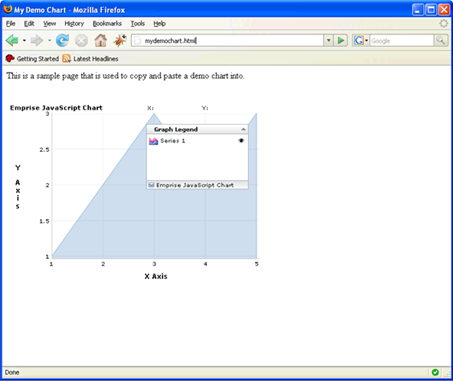 My Demo Chart - Mozilla Firefox
File Edit View History Bookmarks Tools Help
mydemochart.html
Google
Getting Started Latest Headlines
This is a sample page that is used to copy and paste a demo chart into.
Emprise JavaScript Chart X: Y:
3
Graph Legend
Series 1
Emprise JavaScript Chart
2.5
2
1.5
1
Y Axis
1 2 3 4 5
X Axis
Done